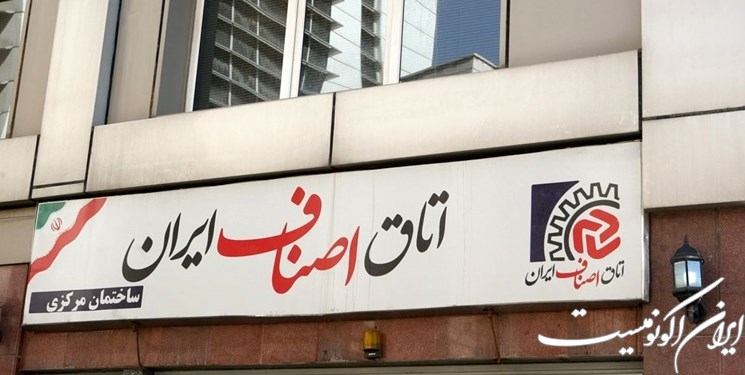 اتاق اصناف ایران
ساختمان مرکزی
اتاق اصناف ایران
ایران اکونومیست